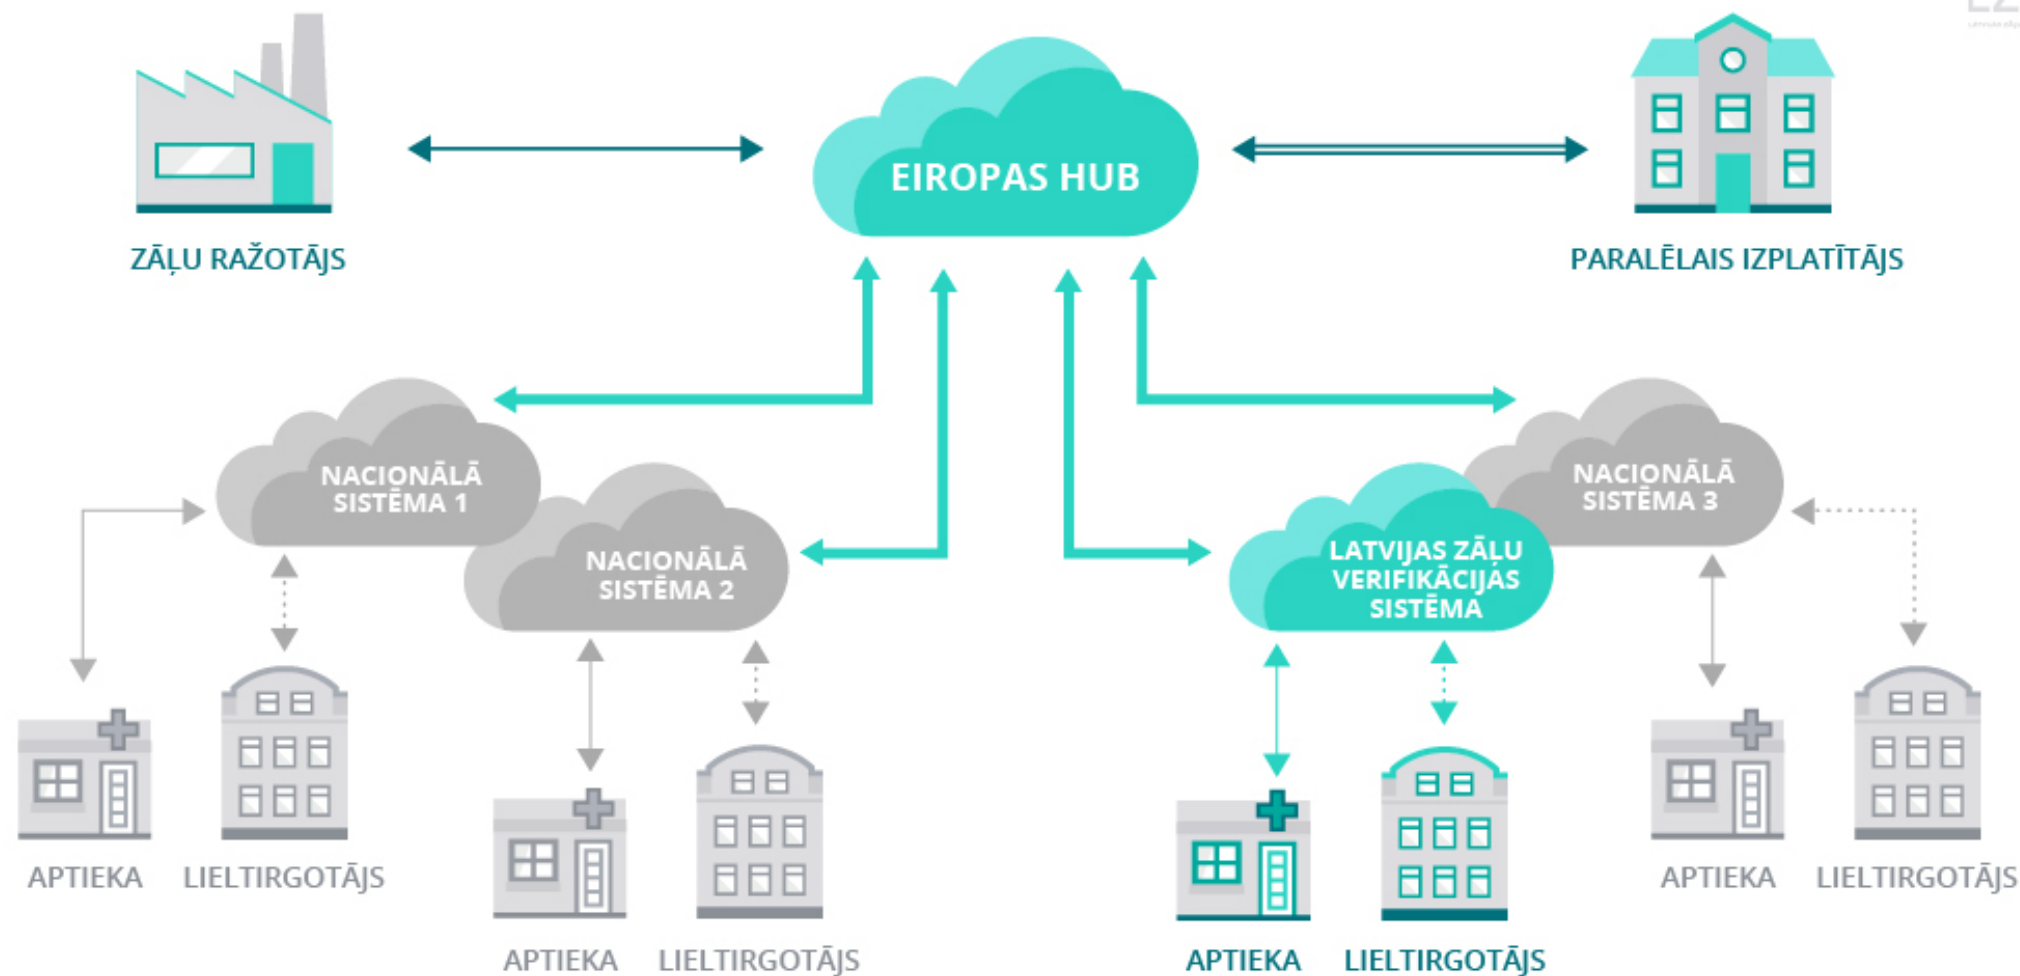 EIROPAS HUB
ZĀĻU RAŽOTĀJS
PARALĒLAIS IZPLATĪTĀJS
NACIONĀLĀ
SISTĒMA 1
NACIONĀLĀ
SISTĒMA 2
LATVIJAS ZĀĻU
VERIFIKĀCIJAS
SISTĒMA
NACIONĀLĀ
SISTĒMA 3
APTIEKA
LIELTIRGOTĀJS
APTIEKA
LIELTIRGOTĀJS
APTIEKA
LIELTIRGOTĀJS
APTIEKA
LIELTIRGOTĀJS